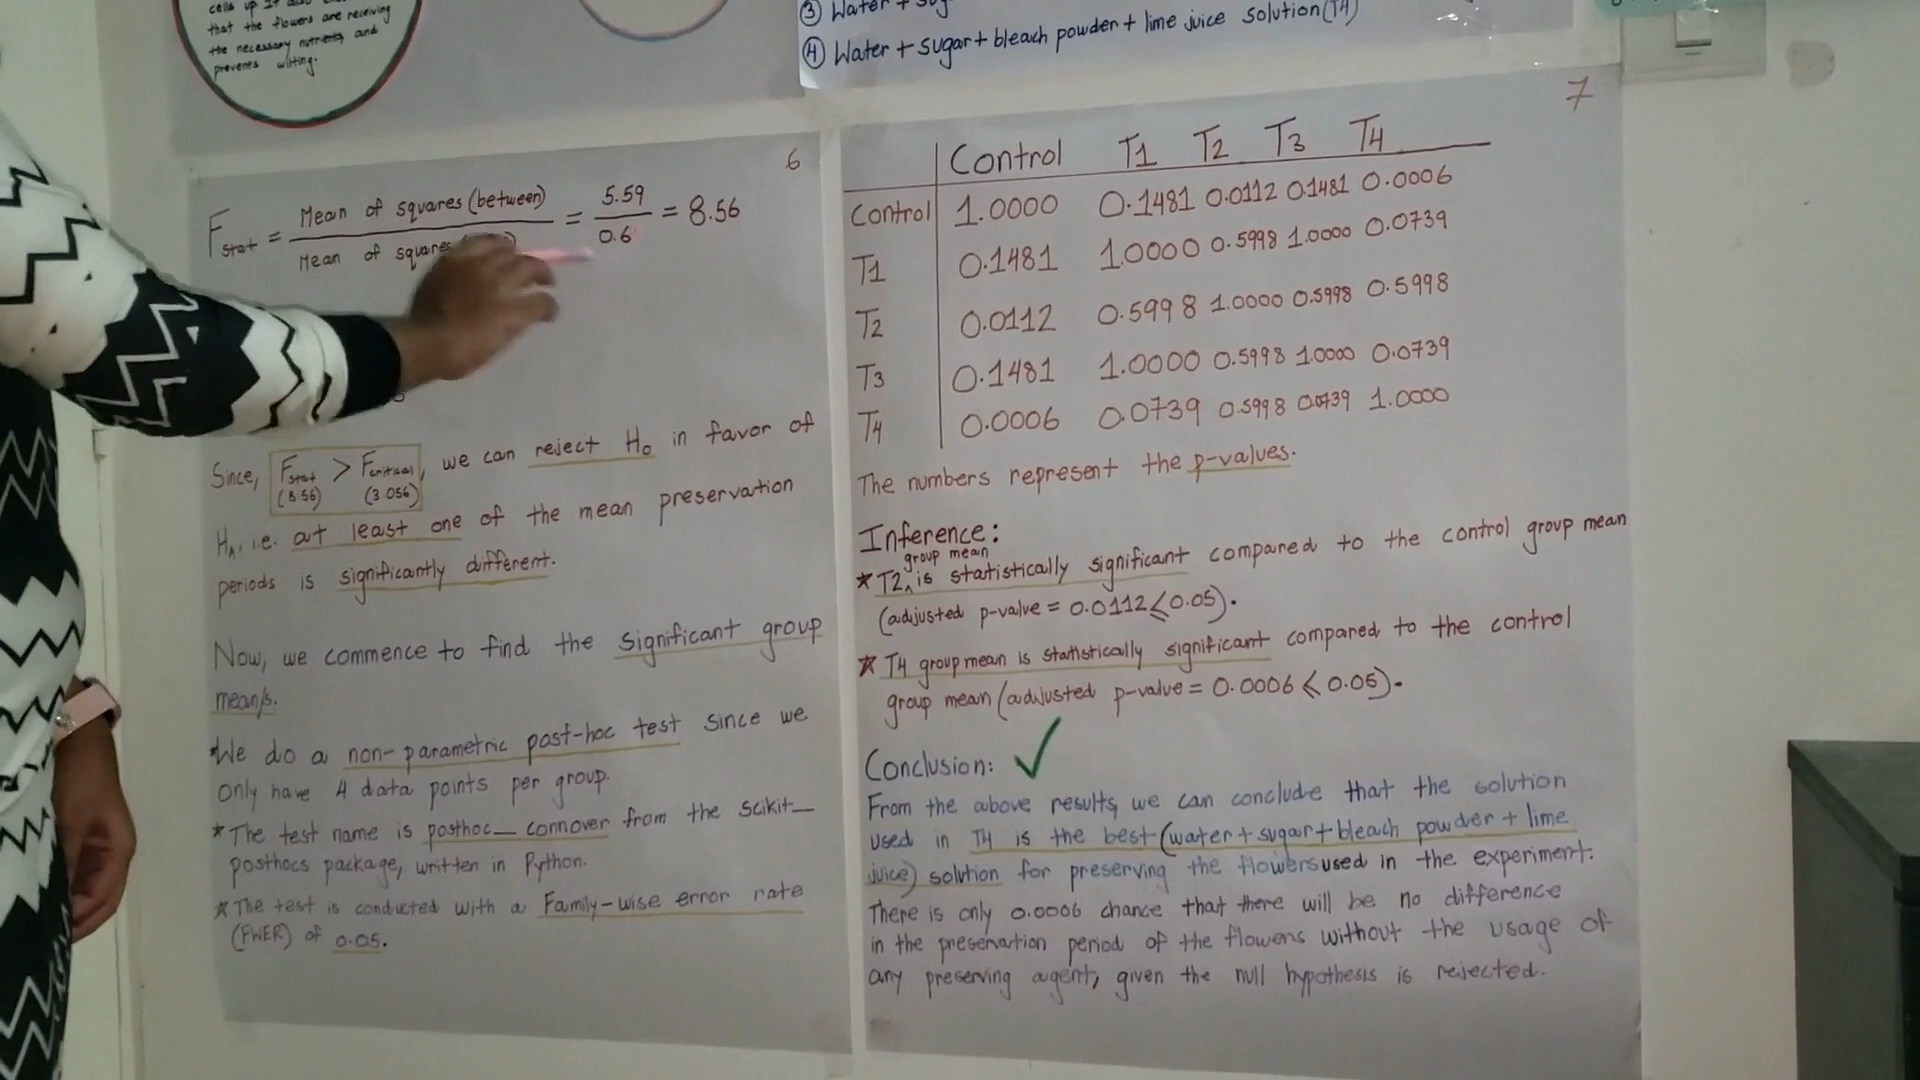 cells up. It also
that the flowers are receiving
the necessary nutrients, and
prevents wilting.
③ Water +
④ Water + sugar + bleach powder + lime juice solution (T4)
6
F stat = Mean of squares (between) = 5.59 = 8.56
Mean of squares 0.6
Since, F stat > F critical, we can reject H0 in favor of
(8.56) (3.056)
HA, i.e. at least one of the mean preservation
periods is significantly different.
Now, we commence to find the significant group
mean/s.
*We do a non-parametric post-hoc test since we
only have 4 data points per group.
*The test name is posthoc_connover from the scikit_
posthocs package, written in Python.
*The test is conducted with a Family-wise error rate
(FWER) of 0.05.
7
Control T1 T2 T3 T4
Control 1.0000 0.1481 0.0112 0.1481 0.0006
T1 0.1481 1.0000 0.5998 1.0000 0.0739
T2 0.0112 0.5998 1.0000 0.5998 0.5998
T3 0.1481 1.0000 0.5998 1.0000 0.0739
T4 0.0006 0.0739 0.5998 0.0739 1.0000
The numbers represent the p-values.
Inference:
group mean
*T2^ is statistically significant compared to the control group mean
(adjusted p-value = 0.0112 ≤ 0.05).
*T4 group mean is statistically significant compared to the control
group mean (adjusted p-value = 0.0006 ≤ 0.05).
Conclusion: ✓
From the above results, we can conclude that the solution
used in T4 is the best (water + sugar + bleach powder + lime
juice) solution for preserving the flowers used in the experiment.
There is only 0.0006 chance that there will be no difference
in the preservation period of the flowers without the usage of
any preserving agent, given the null hypothesis is rejected.